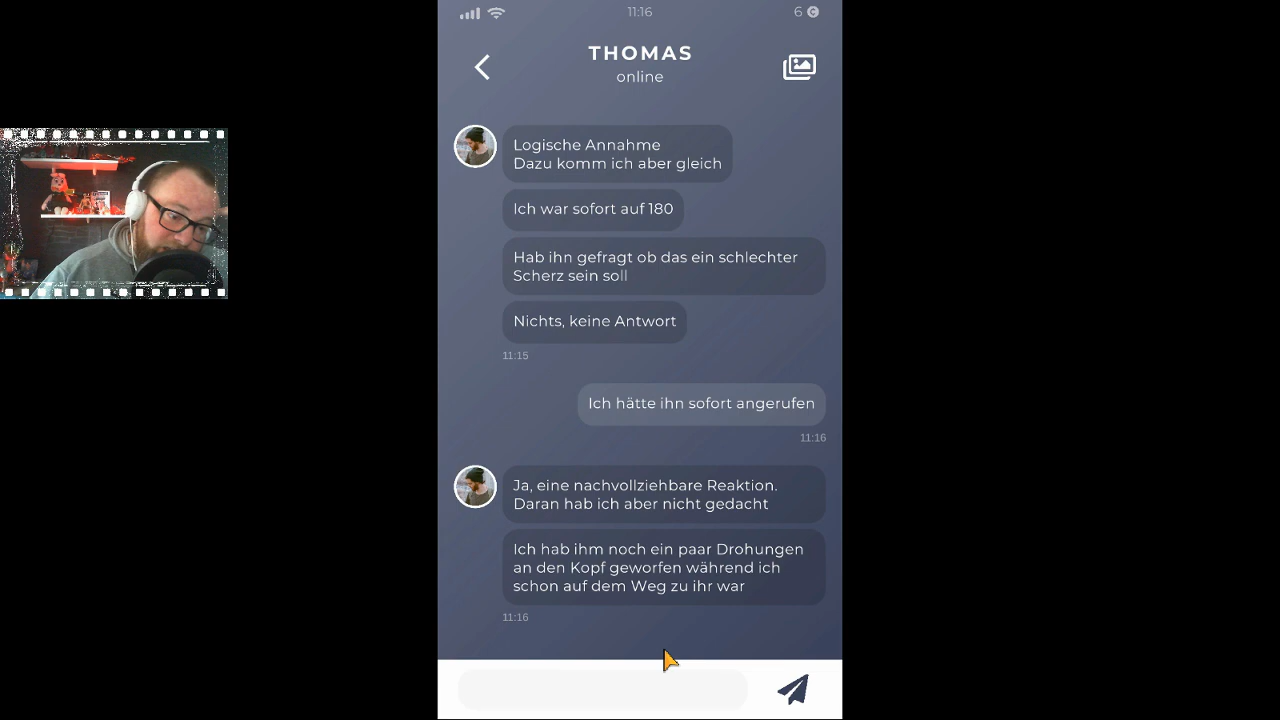 11:16
6
THOMAS
online
Logische Annahme
Dazu komm ich aber gleich
Ich war sofort auf 180
Hab ihn gefragt ob das ein schlechter
Scherz sein soll
Nichts, keine Antwort
11:15
Ich hätte ihn sofort angerufen
11:16
Ja, eine nachvollziehbare Reaktion.
Daran hab ich aber nicht gedacht
Ich hab ihm noch ein paar Drohungen
an den Kopf geworfen während ich
schon auf dem Weg zu ihr war
11:16